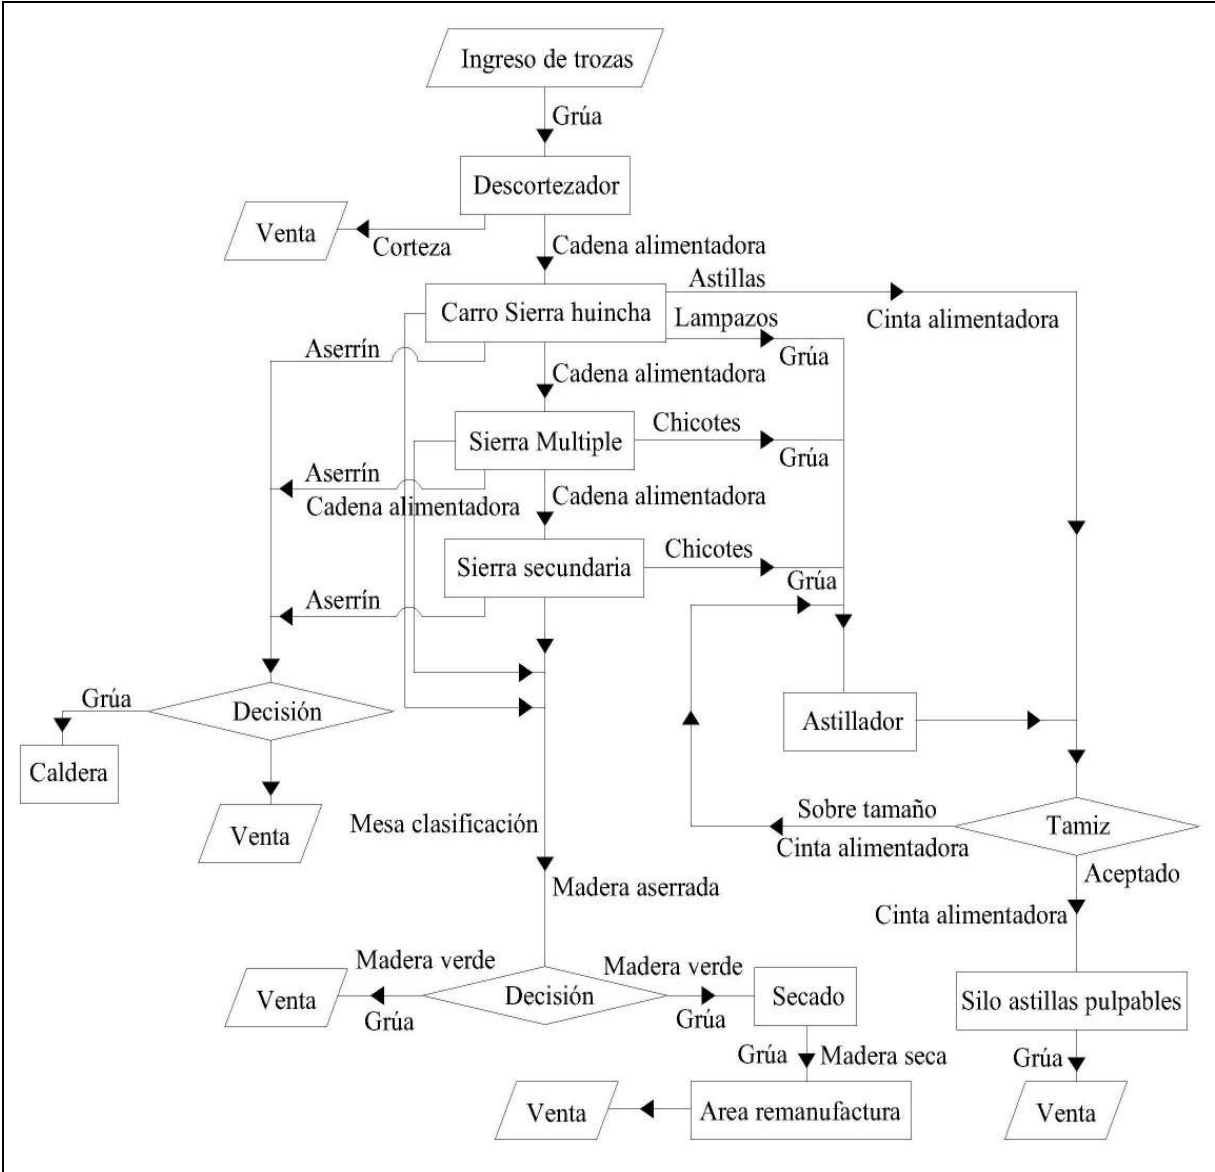 Ingreso de trozas
Grúa
Descortezador
Venta
Corteza
Cadena alimentadora
Astillas
Carro Sierra huincha
Lampazos
Cinta alimentadora
Aserrín
Grúa
Cadena alimentadora
Chicotes
Sierra Multiple
Grúa
Aserrín
Cadena alimentadora
Cadena alimentadora
Chicotes
Sierra secundaria
Grúa
Aserrín
Grúa
Decisión
Astillador
Caldera
Venta
Mesa clasificación
Sobre tamaño
Tamiz
Cinta alimentadora
Aceptado
Madera aserrada
Cinta alimentadora
Madera verde
Madera verde
Venta
Decisión
Secado
Silo astillas pulpables
Grúa
Grúa
Grúa
Madera seca
Grúa
Venta
Area remanufactura
Venta